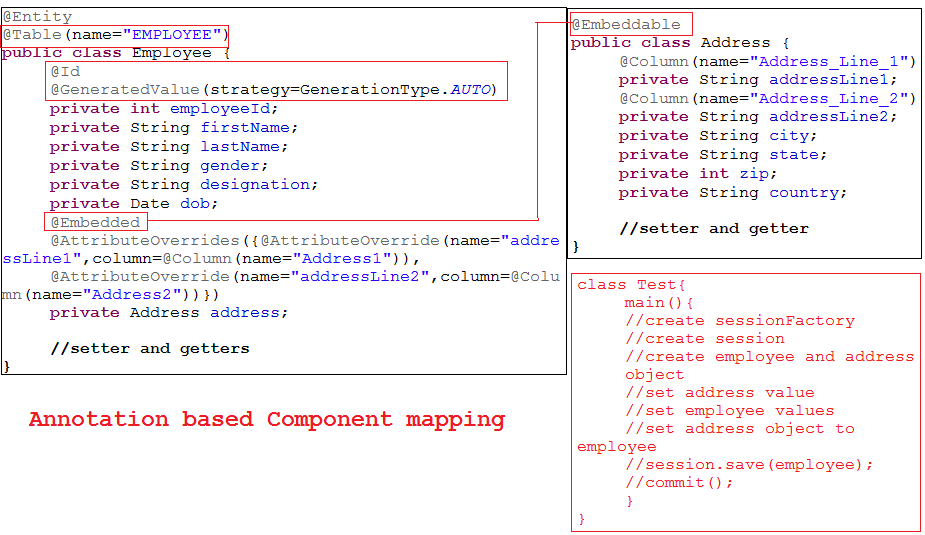 @Entity
@Table(name="EMPLOYEE")
public class Employee {
@Id
@GeneratedValue(strategy=GenerationType.AUTO)
private int employeeId;
private String firstName;
private String lastName;
private String gender;
private String designation;
private Date dob;
@Embedded
@AttributeOverrides({@AttributeOverride(name="addre
ssLine1",column=@Column(name="Address1")),
@AttributeOverride(name="addressLine2",column=@Colu
mn(name="Address2"))})
private Address address;
//setter and getters
}
@Embeddable
public class Address {
@Column(name="Address_Line_1")
private String addressLine1;
@Column(name="Address_Line_2")
private String addressLine2;
private String city;
private String state;
private int zip;
private String country;
//setter and getter
}
class Test{
main(){
//create sessionFactory
//create session
//create employee and address
object
//set address value
//set employee values
//set address object to
employee
//session.save(employee);
//commit();
}
}
Annotation based Component mapping